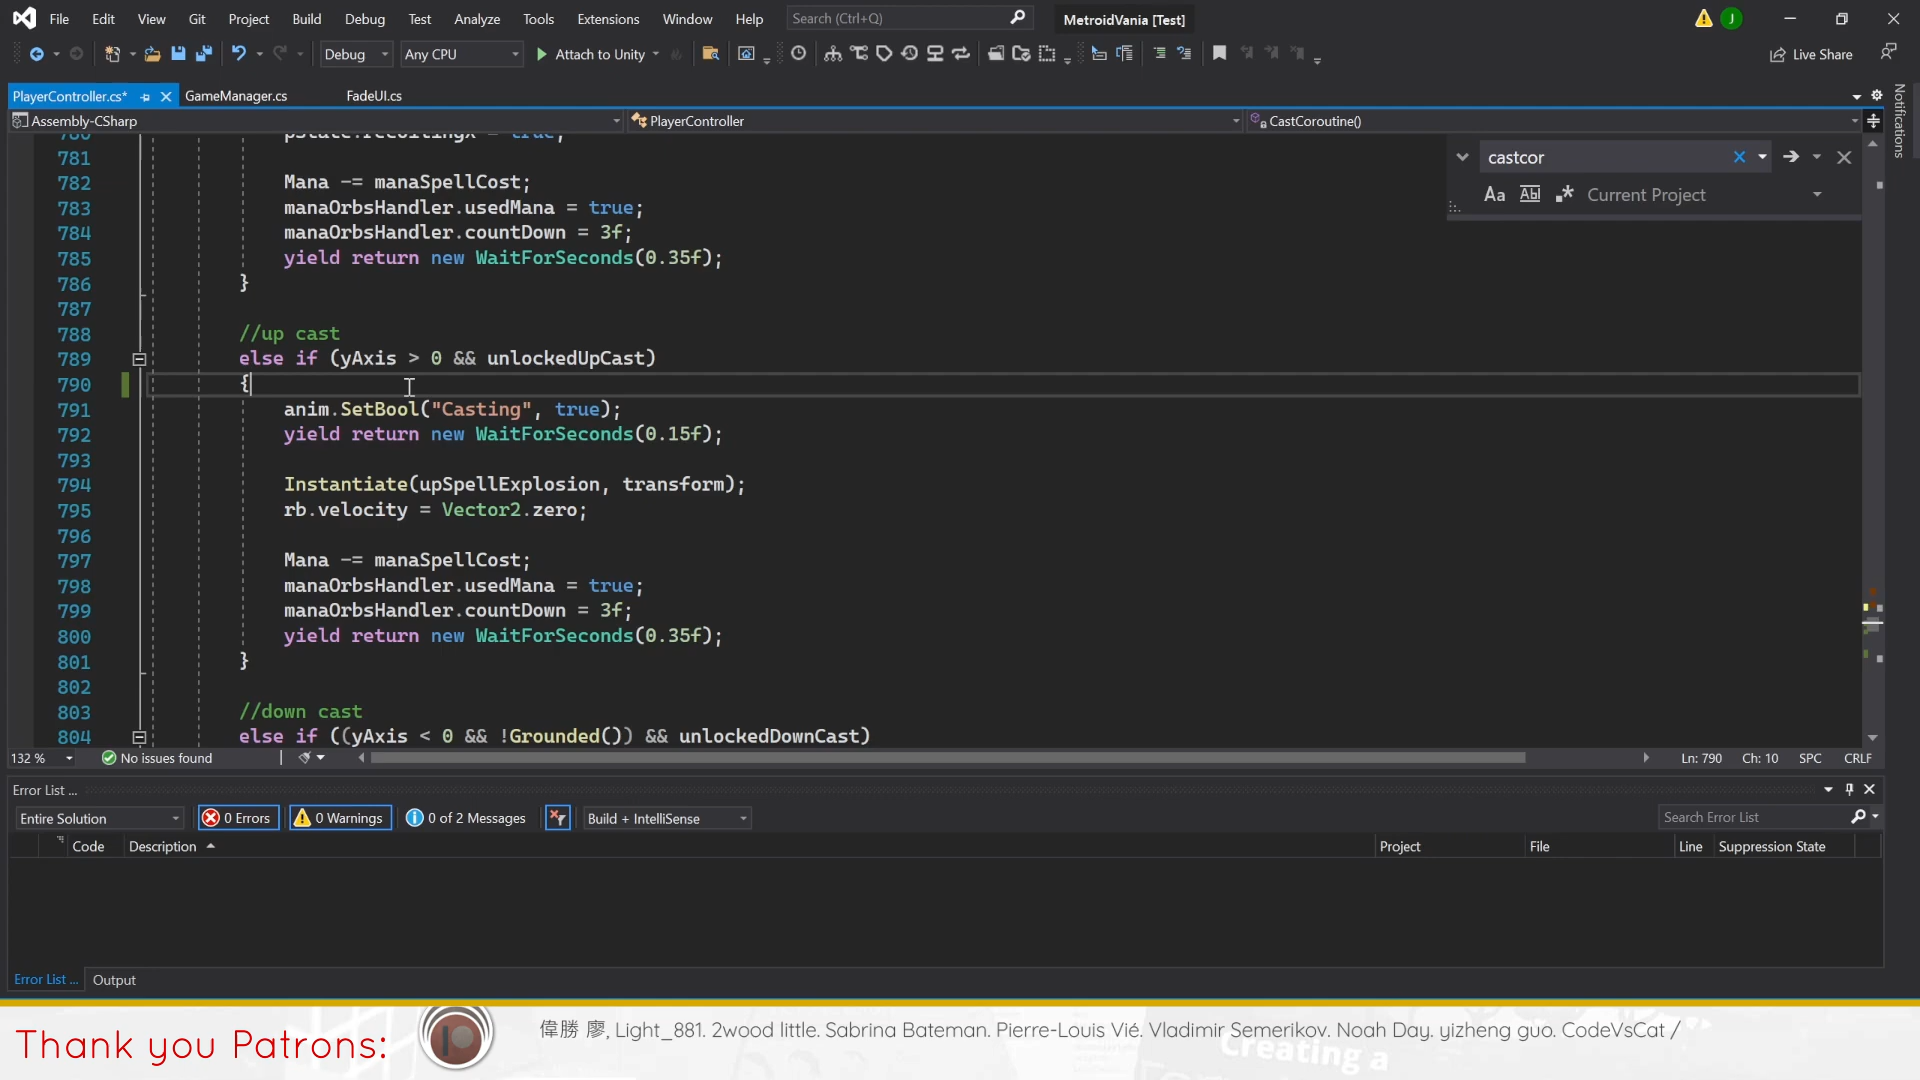 File Edit View Git Project Build Debug Test Analyze Tools Extensions Window Help Search (Ctrl+Q) MetroidVania [Test] J
Debug Any CPU Attach to Unity Live Share
PlayerController.cs* GameManager.cs FadeUI.cs
Assembly-CSharp PlayerController CastCoroutine()
Notifications
castcor
Aa Abl Current Project
781
782 Mana -= manaSpellCost;
783 manaOrbsHandler.usedMana = true;
784 manaOrbsHandler.countDown = 3f;
785 yield return new WaitForSeconds(0.35f);
786 }
787
788 //up cast
789 else if (yAxis > 0 && unlockedUpCast)
790 {
791 anim.SetBool("Casting", true);
792 yield return new WaitForSeconds(0.15f);
793
794 Instantiate(upSpellExplosion, transform);
795 rb.velocity = Vector2.zero;
796
797 Mana -= manaSpellCost;
798 manaOrbsHandler.usedMana = true;
799 manaOrbsHandler.countDown = 3f;
800 yield return new WaitForSeconds(0.35f);
801 }
802
803 //down cast
804 else if ((yAxis < 0 && !Grounded()) && unlockedDownCast)
132 % No issues found Ln: 790 Ch: 10 SPC CRLF
Error List ...
Entire Solution 0 Errors 0 Warnings 0 of 2 Messages Build + IntelliSense Search Error List
Code Description Project File Line Suppression State
Error List ... Output
Thank you Patrons: 偉勝 廖, Light_881. 2wood little. Sabrina Bateman. Pierre-Louis Vié. Vladimir Semerikov. Noah Day. yizheng guo. CodeVsCat /
Creating a